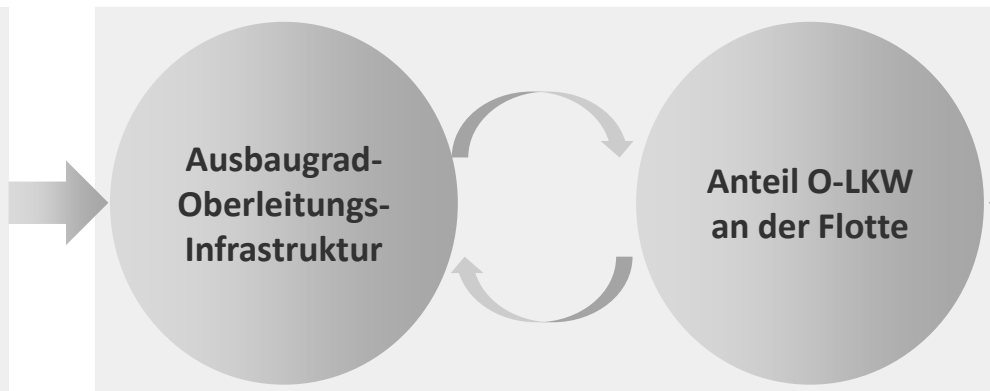 Ausbaugrad-
Oberleitungs-
Infrastruktur
Anteil O-LKW
an der Flotte